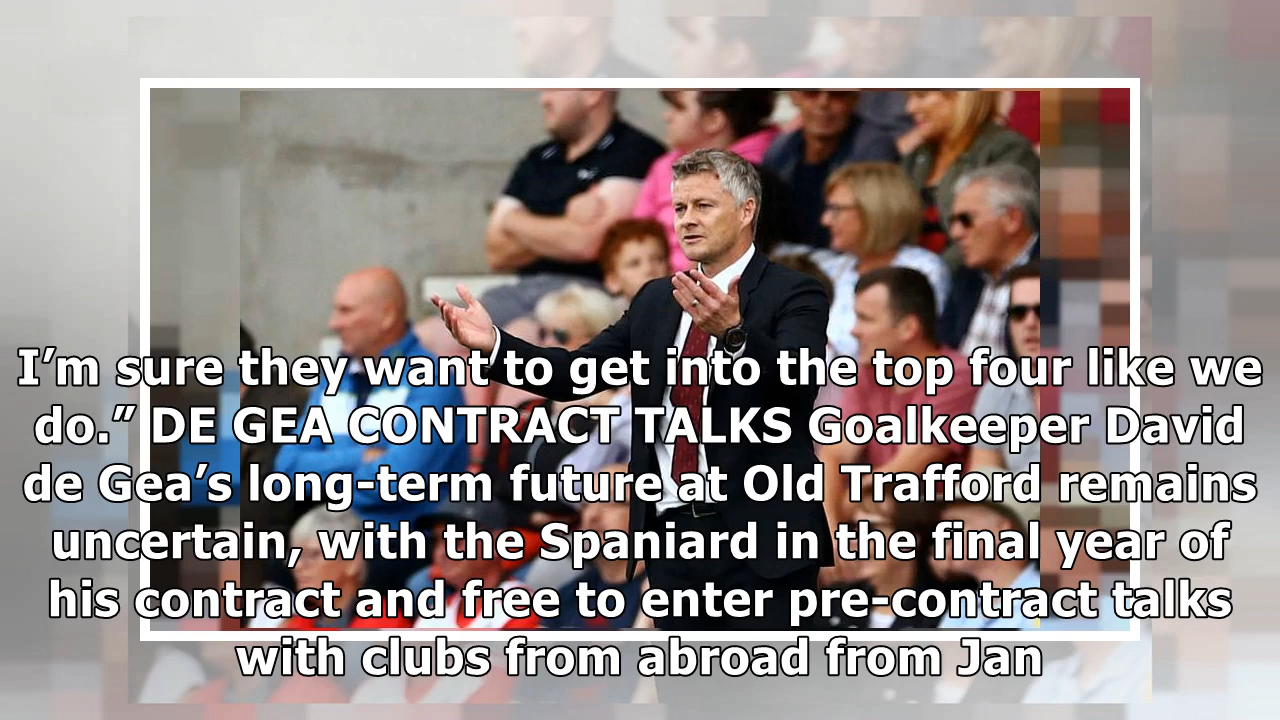 I’m sure they want to get into the top four like we
do.” DE GEA CONTRACT TALKS Goalkeeper David
de Gea’s long-term future at Old Trafford remains
uncertain, with the Spaniard in the final year of
his contract and free to enter pre-contract talks
with clubs from abroad from Jan